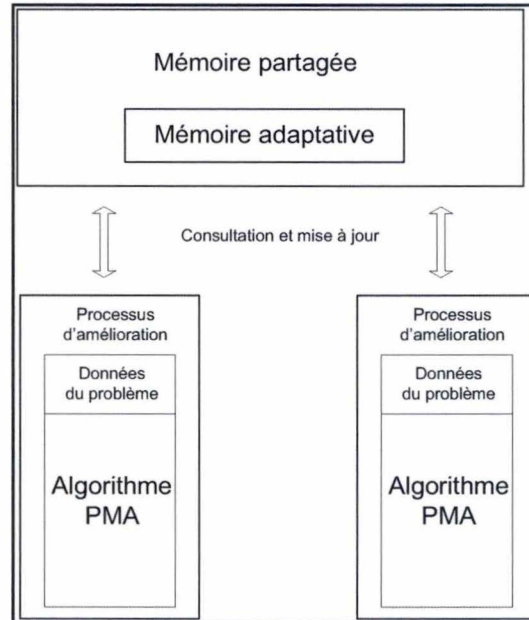 Mémoire partagée
Mémoire adaptative
Consultation et mise à jour
Processus
d'amélioration
Données
du problème
Algorithme
PMA
Processus
d'amélioration
Données
du problème
Algorithme
PMA